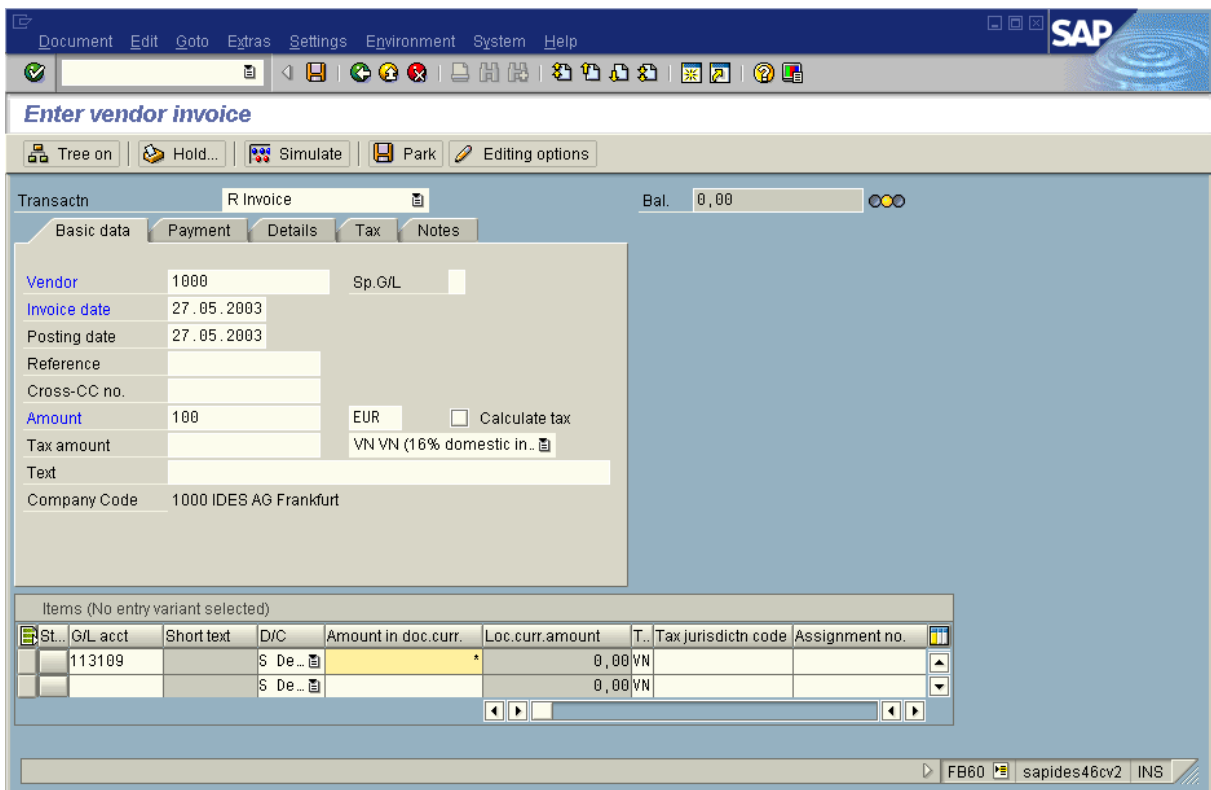 Document Edit Goto Extras Settings Environment System Help
SAP
Enter vendor invoice
Tree on Hold... Simulate Park Editing options
Transactn R Invoice Bal. 0,00
Basic data Payment Details Tax Notes
Vendor 1000 Sp.G/L
Invoice date 27.05.2003
Posting date 27.05.2003
Reference
Cross-CC no.
Amount 100 EUR Calculate tax
Tax amount VN VN (16% domestic in..
Text
Company Code 1000 IDES AG Frankfurt
Items (No entry variant selected)
St... G/L acct Short text D/C Amount in doc.curr. Loc.curr.amount T.. Tax jurisdictn code Assignment no.
113109 S De... * 0,00 VN
S De... 0,00 VN
FB60 sapides46cv2 INS